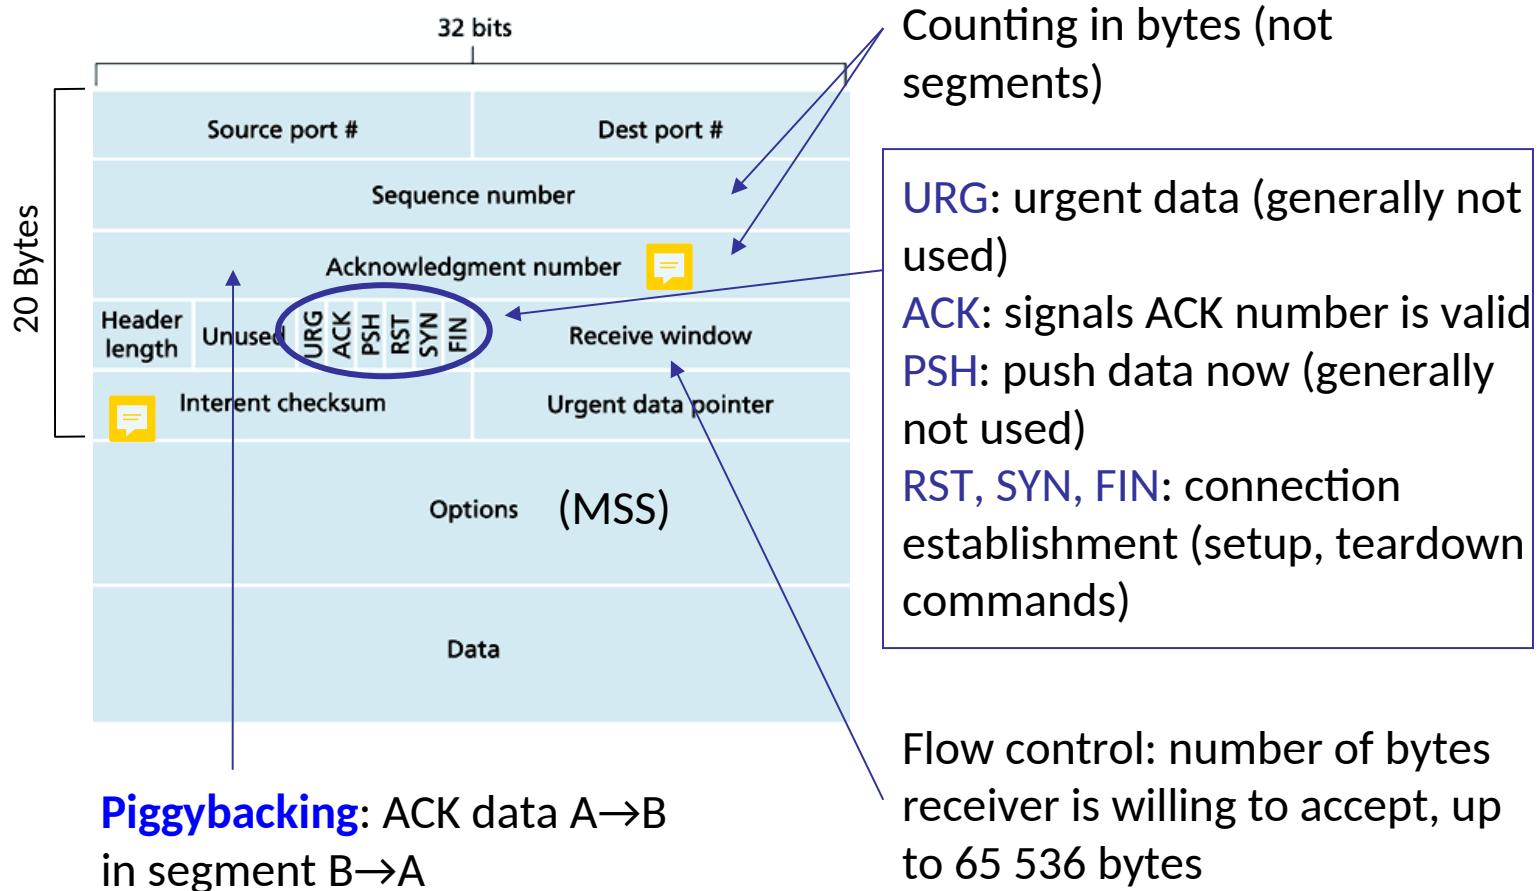 32 bits
Counting in bytes (not
segments)
20 Bytes
Source port #
Dest port #
Sequence number
Acknowledgment number
Header
length
Unused
URG
ACK
PSH
RST
SYN
FIN
Receive window
Interent checksum
Urgent data pointer
Options (MSS)
Data
URG: urgent data (generally not
used)
ACK: signals ACK number is valid
PSH: push data now (generally
not used)
RST, SYN, FIN: connection
establishment (setup, teardown
commands)
Flow control: number of bytes
receiver is willing to accept, up
to 65 536 bytes
Piggybacking: ACK data A→B
in segment B→A